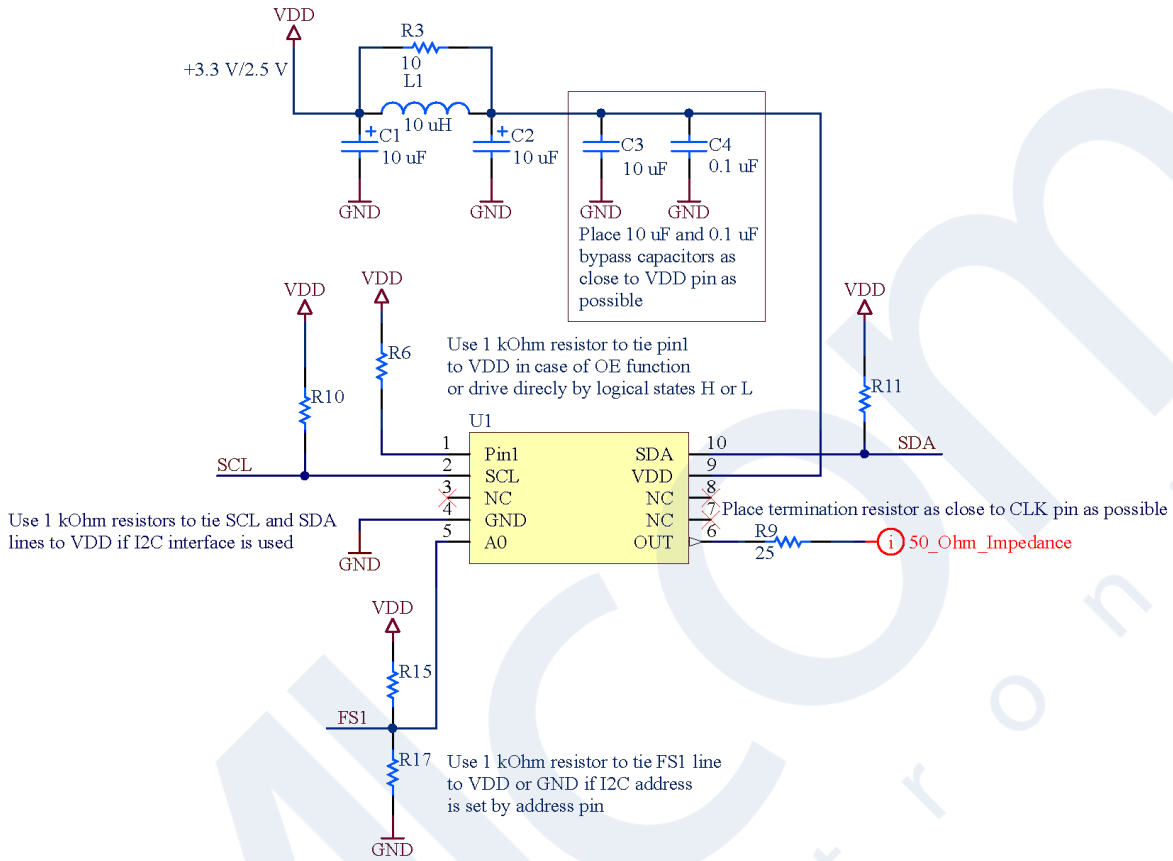 VDD
+3.3 V/2.5 V
R3
10
L1
10 uH
C1
10 uF
C2
10 uF
C3
10 uF
C4
0.1 uF
GND
GND
GND
GND
Place 10 uF and 0.1 uF
bypass capacitors as
close to VDD pin as
possible
VDD
VDD
VDD
R10
R6
R11
Use 1 kOhm resistor to tie pin1
to VDD in case of OE function
or drive direcly by logical states H or L
U1
SCL
SDA
1
2
3
4
5
Pin1
SCL
NC
GND
A0
SDA
VDD
NC
NC
OUT
10
9
8
7
6
Use 1 kOhm resistors to tie SCL and SDA
lines to VDD if I2C interface is used
GND
Place termination resistor as close to CLK pin as possible
R9
25
i
50_Ohm_Impedance
VDD
R15
FS1
R17
GND
Use 1 kOhm resistor to tie FS1 line
to VDD or GND if I2C address
is set by address pin